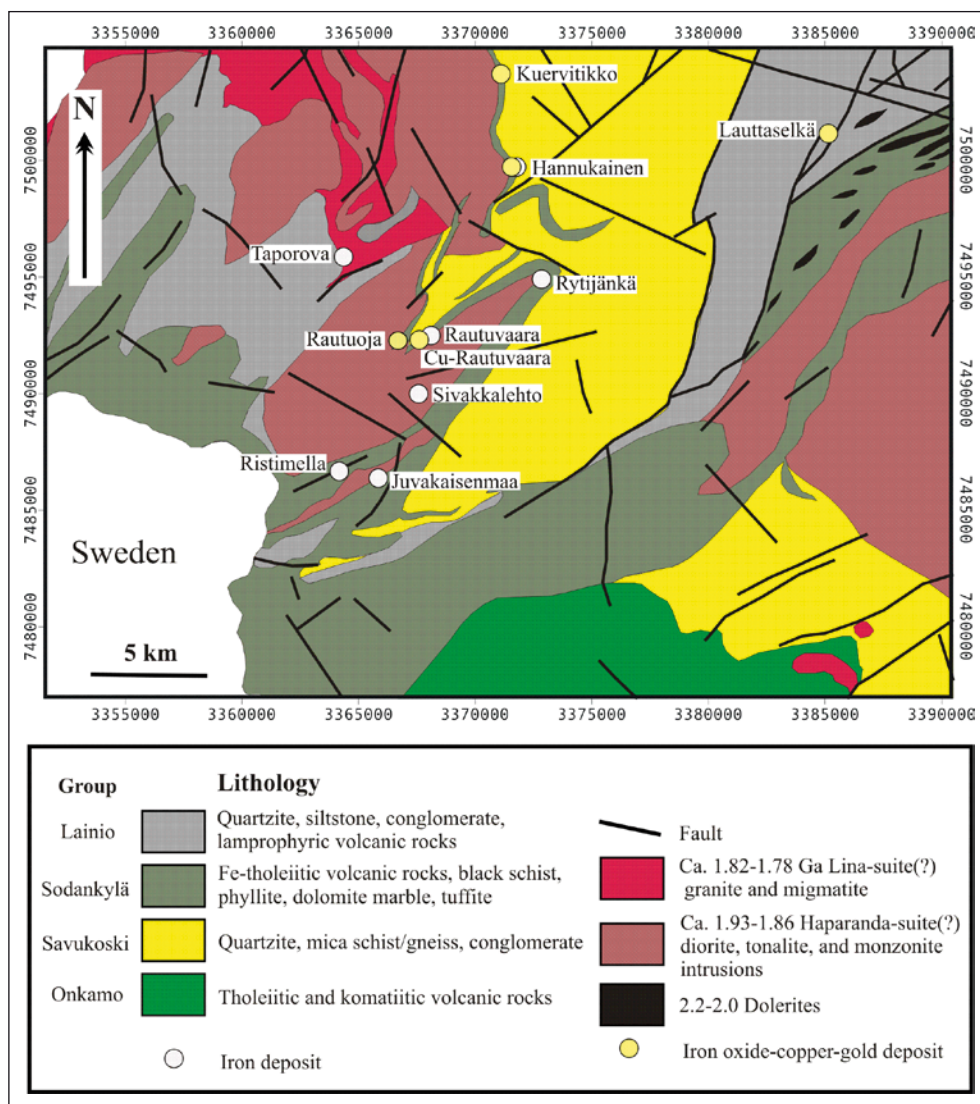 3355000 3360000 3365000 3370000 3375000 3380000 3385000 3390000
N
Kuervitikko
Lauttaselkä
Hannukainen
Taporova
Rytijänkä
Rautuoja
Rautuvaara
Cu-Rautuvaara
Sivakkalehto
Ristimella
Juvakaisenmaa
Sweden
5 km
7500000
7495000
7490000
7485000
7480000
7500000
7495000
7490000
7485000
7480000
3355000 3360000 3365000 3370000 3375000 3380000 3385000 3390000
Group Lithology
Lainio
Quartzite, siltstone, conglomerate,
lamprophyric volcanic rocks
Sodankylä
Fe-tholeiitic volcanic rocks, black schist,
phyllite, dolomite marble, tuffite
Savukoski
Quartzite, mica schist/gneiss, conglomerate
Onkamo
Tholeiitic and komatiitic volcanic rocks
Iron deposit
Fault
Ca. 1.82-1.78 Ga Lina-suite(?)
granite and migmatite
Ca. 1.93-1.86 Haparanda-suite(?)
diorite, tonalite, and monzonite
intrusions
2.2-2.0 Dolerites
Iron oxide-copper-gold deposit